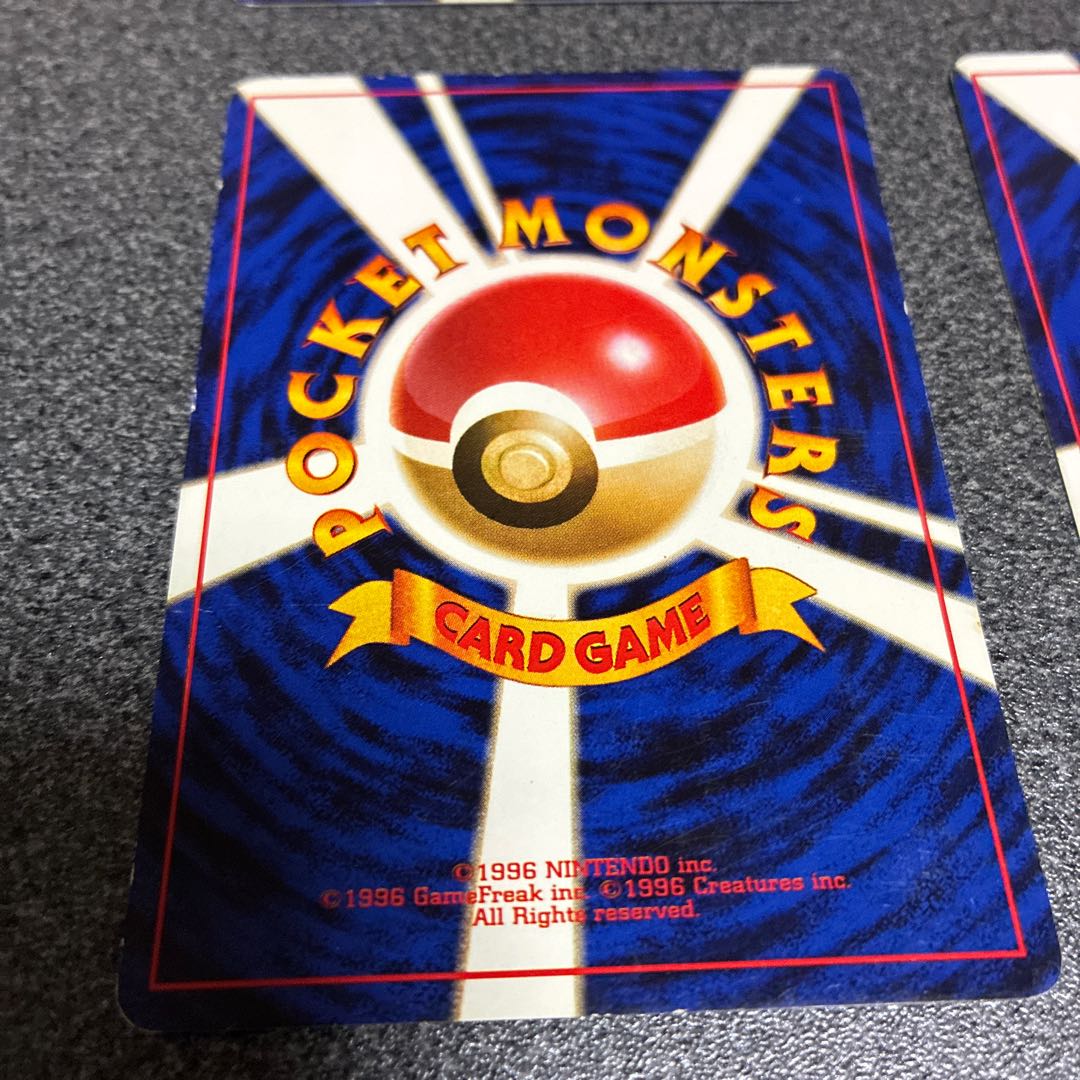 POCKET MONSTERS
CARD GAME
©1996 NINTENDO inc.
©1996 GameFreak inc. ©1996 Creatures inc.
All Rights reserved.